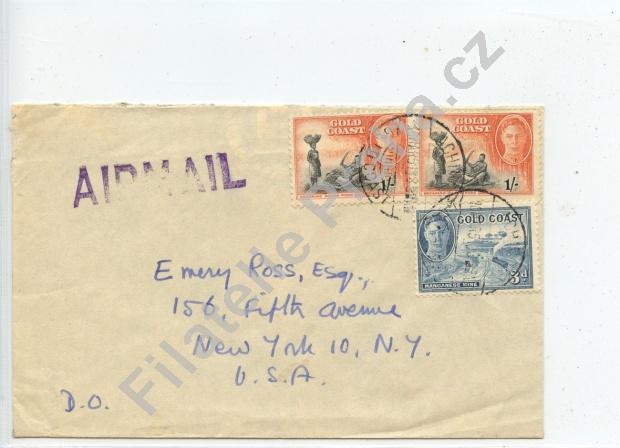 GOLD COAST
1/-
GOLD COAST
1/-
AIRMAIL
GOLD COAST
MANGANESE MINE
3d
Emery Ross, Esq.,
156, Fifth Avenue
New York 10, N.Y.
U.S.A.
D.O.
Filatelie Prima.cz